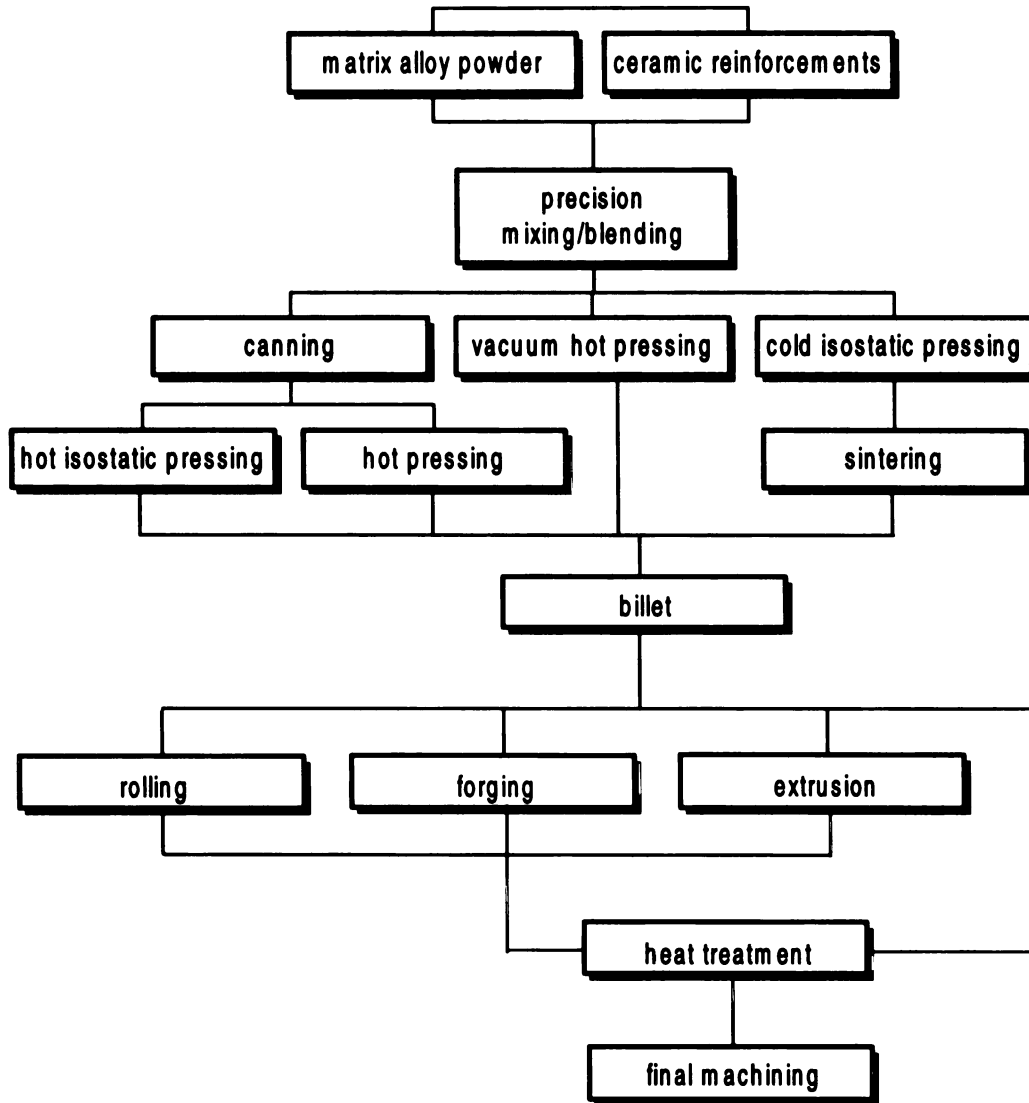 matrix alloy powder
ceramic reinforcements
precision
mixing/blending
canning
vacuum hot pressing
cold isostatic pressing
hot isostatic pressing
hot pressing
sintering
billet
rolling
forging
extrusion
heat treatment
final machining